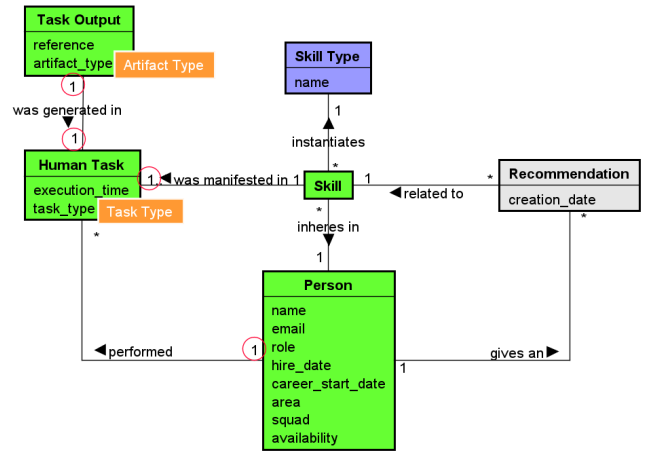 Task Output
reference
artifact_type
Artifact Type
1
was generated in
1
Human Task
execution_time
task_type
Task Type
*
1..
was manifested in
1
Skill Type
name
1
instantiates
*
Skill
1
related to
*
Recommendation
creation_date
*
*
inheres in
1
Person
name
email
role
hire_date
career_start_date
area
squad
availability
performed
1
1
gives an